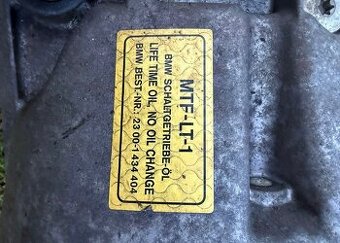 MTF-LT-1
BMW SCHALTGETRIEBE-ÖL
LIFE TIME OIL, NO OIL CHANGE
BMW BEST.-NR.: 23 00-1 434 404